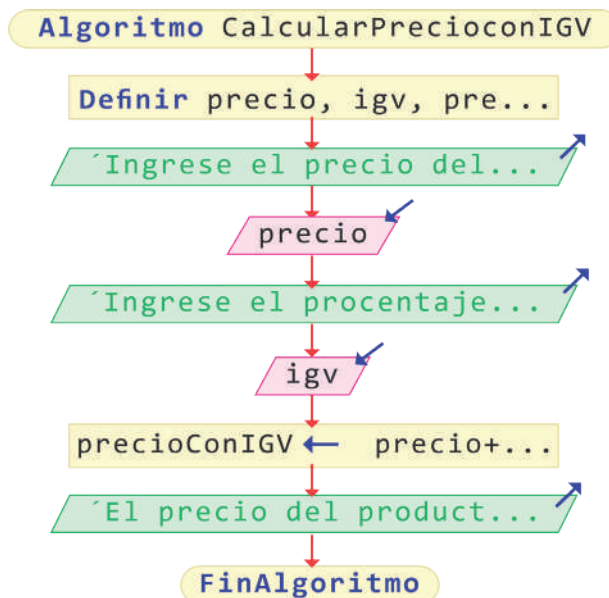 Algoritmo CalcularPrecioconIGV
Definir precio, igv, pre...
´Ingrese el precio del...
precio
´Ingrese el procentaje...
igv
precioConIGV ← precio+...
´El precio del product...
FinAlgoritmo